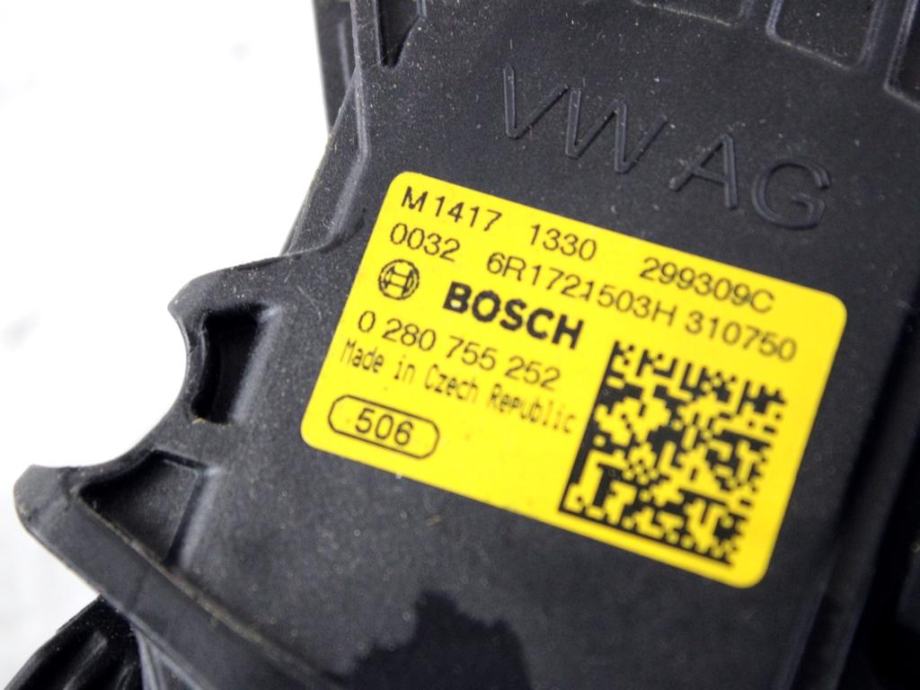 VW AG
M1417 1330 299309C
0032 6R1721503H 310750
BOSCH
0 280 755 252
Made in Czech Republic
506